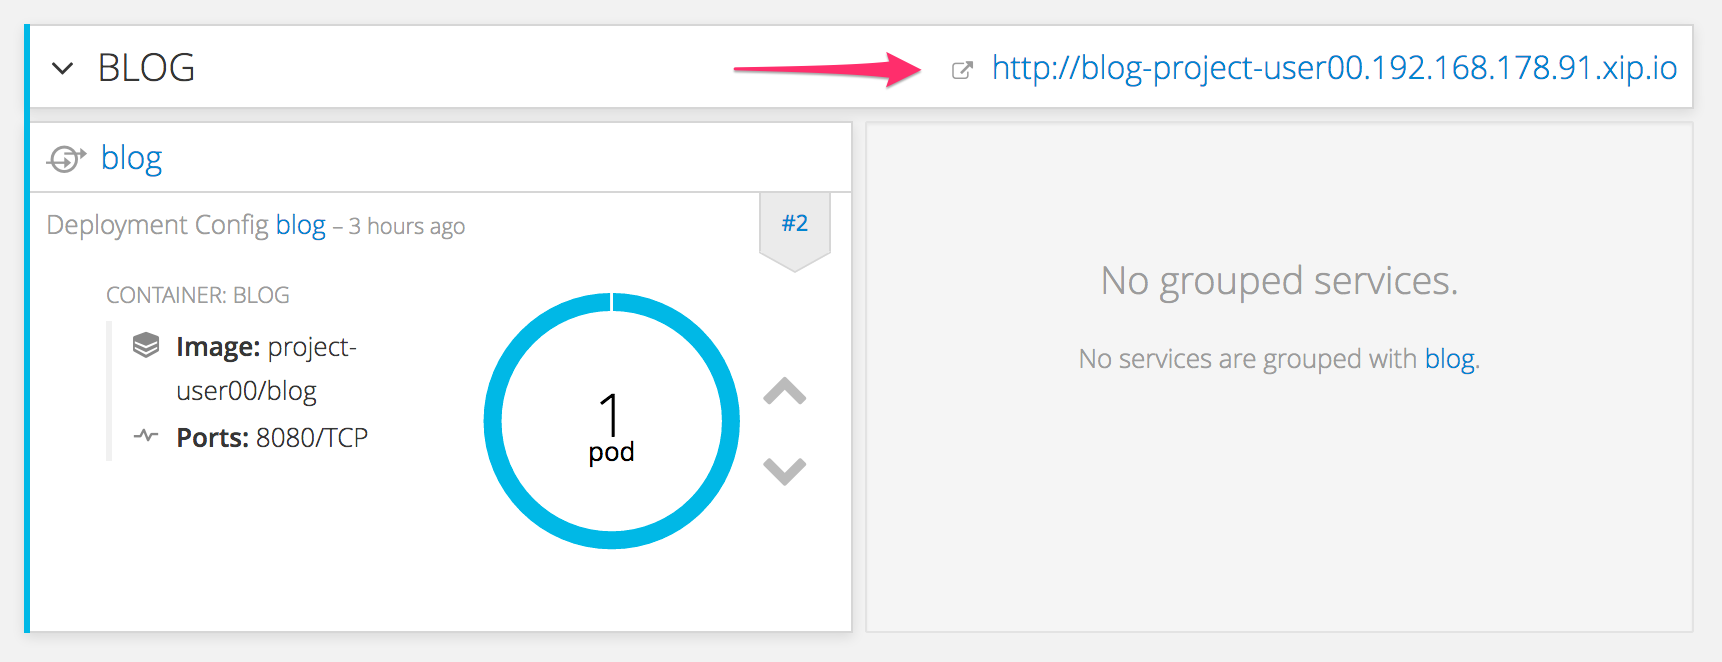 BLOG
http://blog-project-user00.192.168.178.91.xip.io
blog
Deployment Config blog – 3 hours ago
#2
CONTAINER: BLOG
Image: project-
user00/blog
Ports: 8080/TCP
1
pod
No grouped services.
No services are grouped with blog.